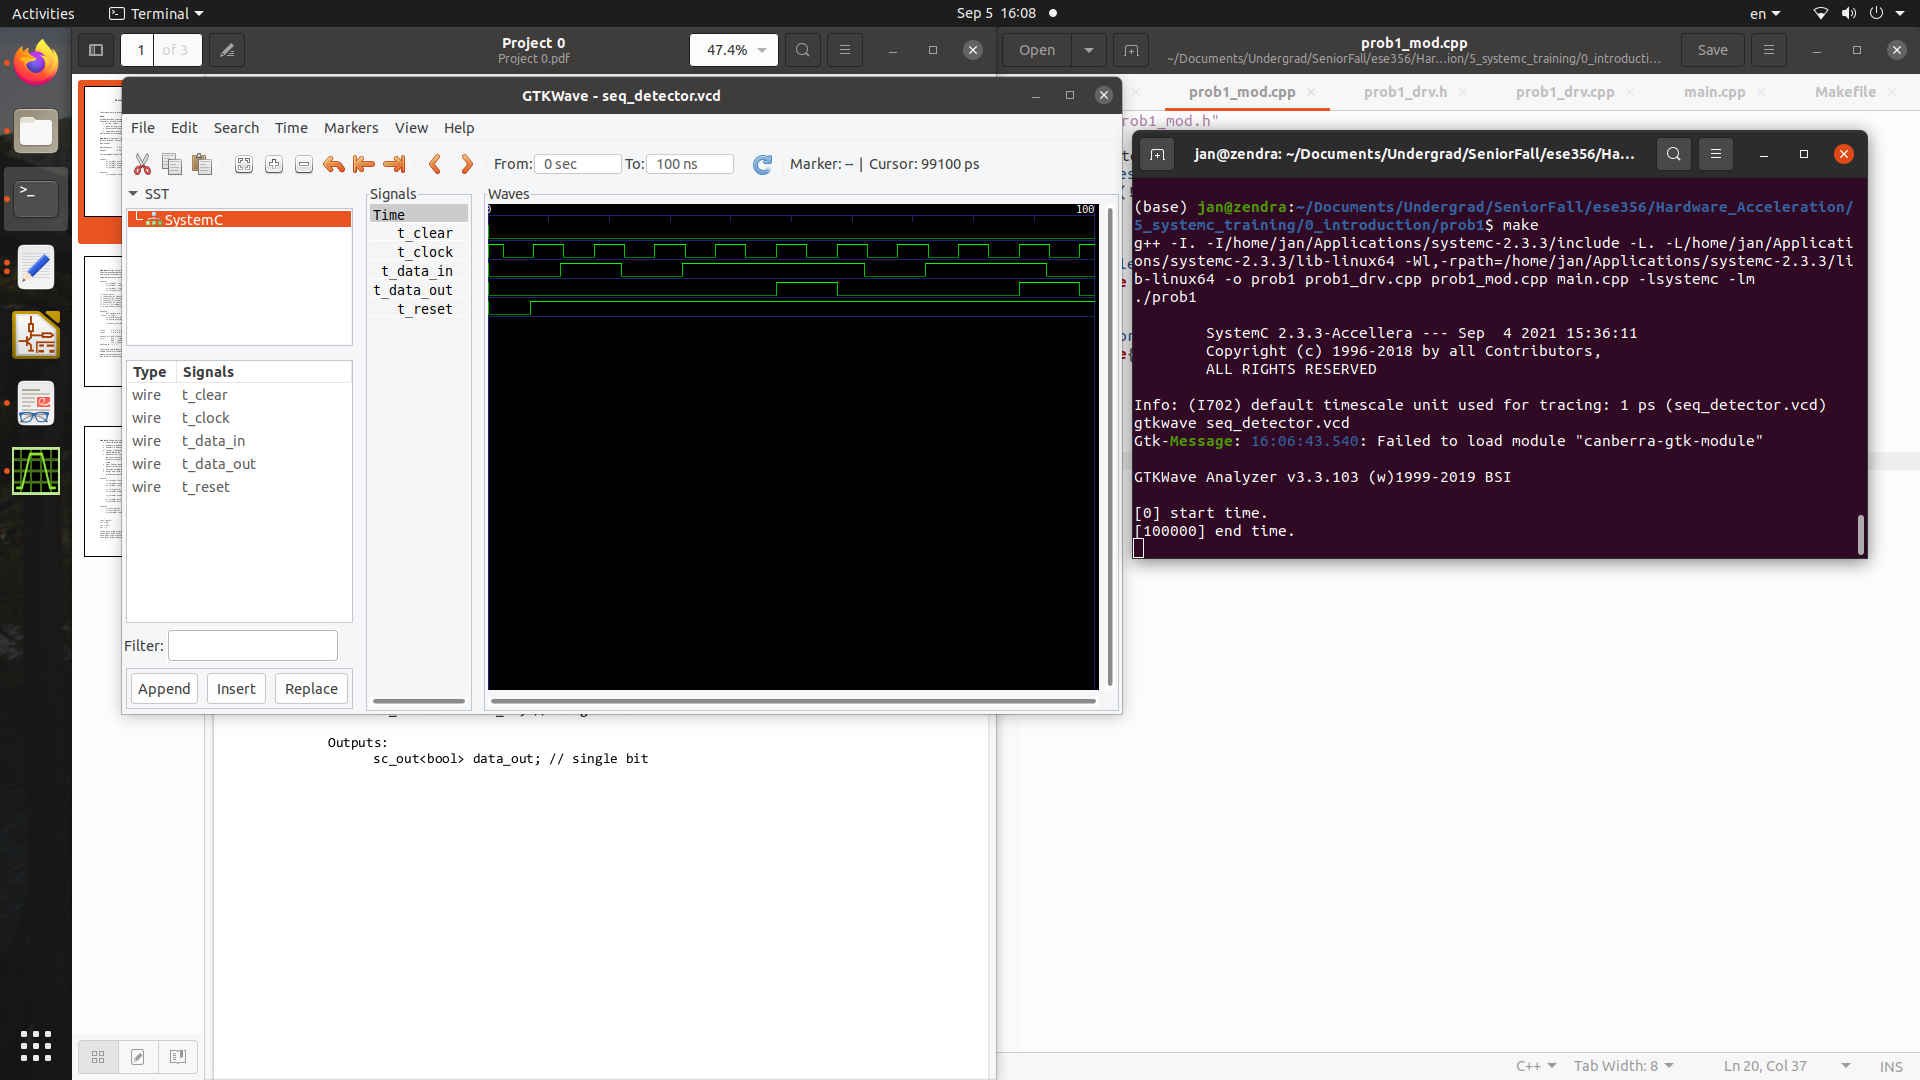 Activities
Terminal
Sep 5 16:08
en
1 of 3
Project 0
Project 0.pdf
47.4%
Open
prob1_mod.cpp
~/Documents/Undergrad/SeniorFall/ese356/Har…ion/5_systemc_training/0_introducti…
Save
prob1_mod.cpp
prob1_drv.h
prob1_drv.cpp
main.cpp
Makefile
rob1_mod.h"
GTKWave - seq_detector.vcd
File Edit Search Time Markers View Help
From: 0 sec To: 100 ns
Marker: -- | Cursor: 99100 ps
SST
SystemC
Type Signals
wire t_clear
wire t_clock
wire t_data_in
wire t_data_out
wire t_reset
Filter:
Append Insert Replace
Signals
Time
t_clear
t_clock
t_data_in
t_data_out
t_reset
Waves
0 100
jan@zendra: ~/Documents/Undergrad/SeniorFall/ese356/Ha…
(base) jan@zendra:~/Documents/Undergrad/SeniorFall/ese356/Hardware_Acceleration/
5_systemc_training/0_introduction/prob1$ make
g++ -I. -I/home/jan/Applications/systemc-2.3.3/include -L. -L/home/jan/Applicati
ons/systemc-2.3.3/lib-linux64 -Wl,-rpath=/home/jan/Applications/systemc-2.3.3/li
b-linux64 -o prob1 prob1_drv.cpp prob1_mod.cpp main.cpp -lsystemc -lm
./prob1
SystemC 2.3.3-Accellera --- Sep  4 2021 15:36:11
Copyright (c) 1996-2018 by all Contributors,
ALL RIGHTS RESERVED
Info: (I702) default timescale unit used for tracing: 1 ps (seq_detector.vcd)
gtkwave seq_detector.vcd
Gtk-Message: 16:06:43.540: Failed to load module "canberra-gtk-module"
GTKWave Analyzer v3.3.103 (w)1999-2019 BSI
[0] start time.
[100000] end time.
Outputs:
sc_out<bool> data_out; // single bit
C++
Tab Width: 8
Ln 20, Col 37
INS